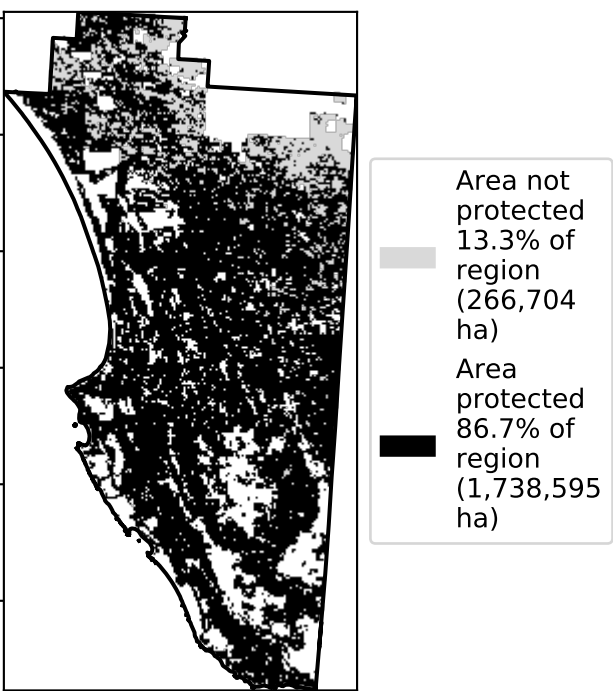 Area not
protected
13.3% of
region
(266,704
ha)
Area
protected
86.7% of
region
(1,738,595
ha)